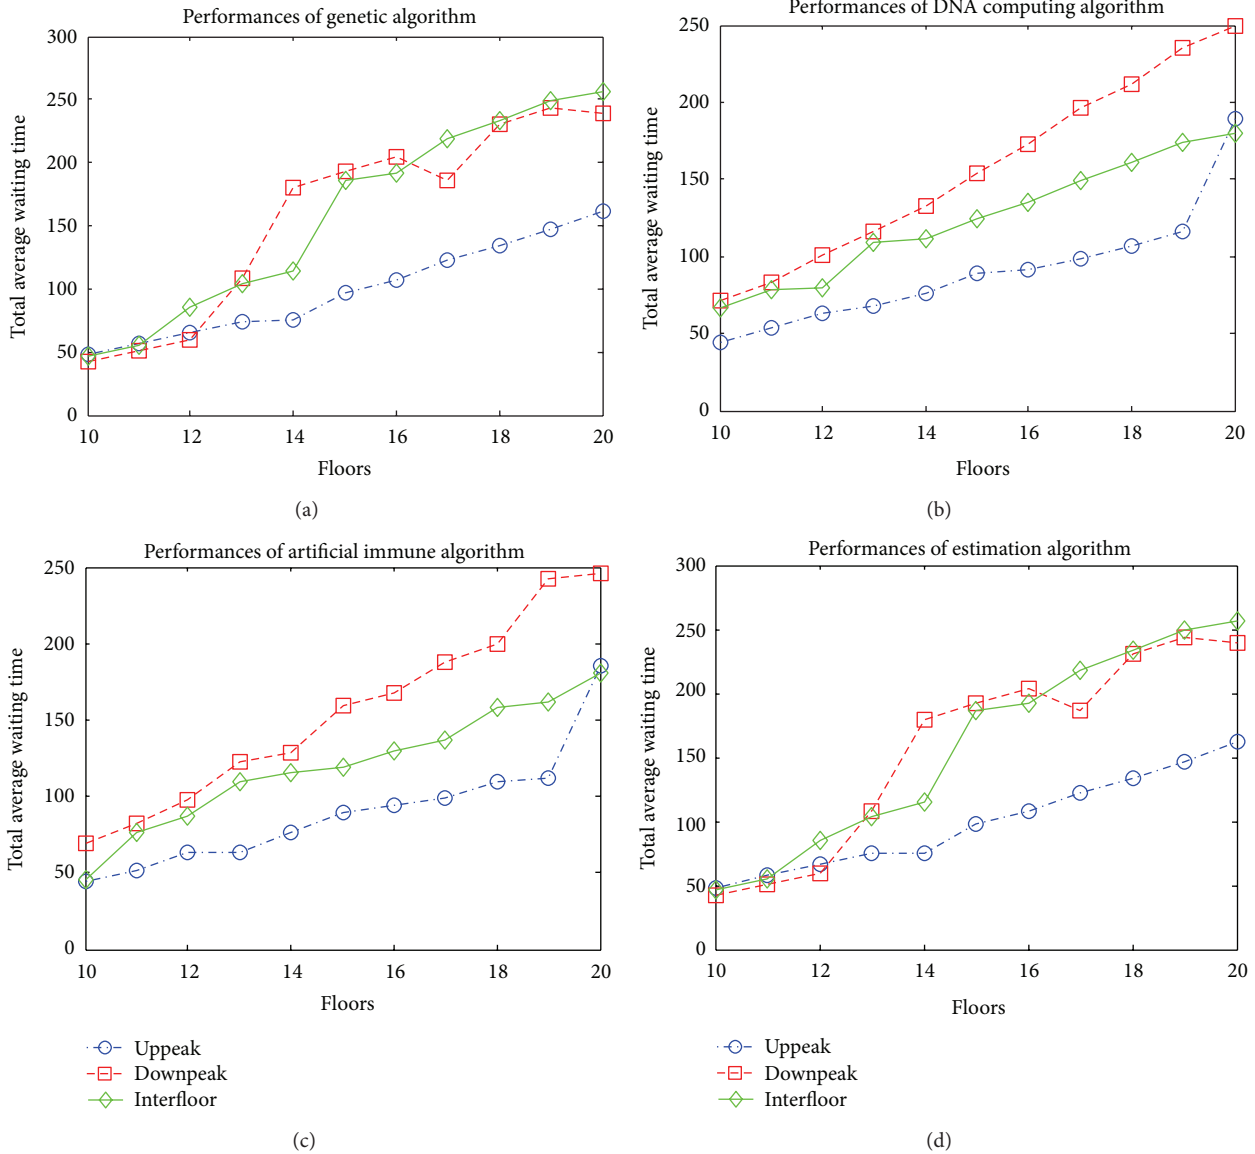 Performances of genetic algorithm
300
250
200
150
100
50
0
Total average waiting time
10 12 14 16 18 20
Floors
(a)
Performances of DNA computing algorithm
250
200
150
100
50
0
Total average waiting time
10 12 14 16 18 20
Floors
(b)
Performances of artificial immune algorithm
250
200
150
100
50
0
Total average waiting time
10 12 14 16 18 20
Floors
Uppeak
Downpeak
Interfloor
(c)
Performances of estimation algorithm
300
250
200
150
100
50
0
Total average waiting time
10 12 14 16 18 20
Floors
Uppeak
Downpeak
Interfloor
(d)